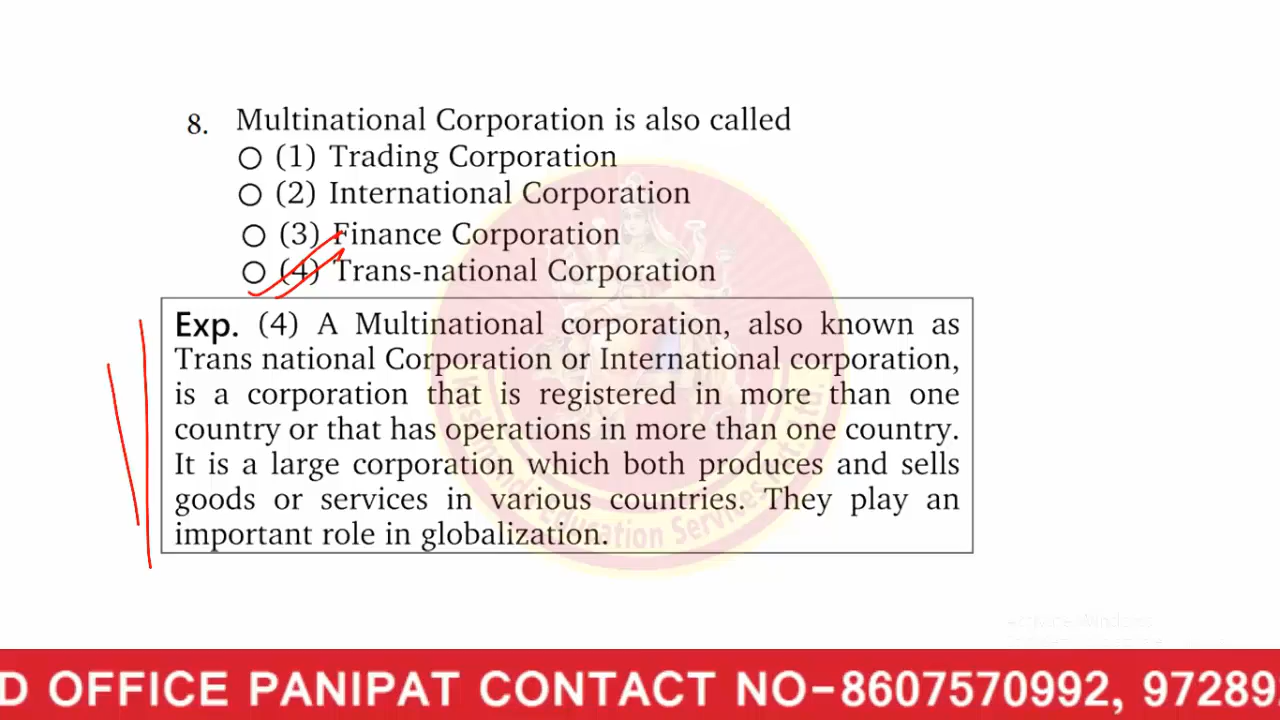 8. Multinational Corporation is also called
(1) Trading Corporation
(2) International Corporation
(3) Finance Corporation
(4) Trans-national Corporation
Exp. (4) A Multinational corporation, also known as
Trans national Corporation or International corporation,
is a corporation that is registered in more than one
country or that has operations in more than one country.
It is a large corporation which both produces and sells
goods or services in various countries. They play an
important role in globalization.
Education Services Pvt. Ltd.
D OFFICE PANIPAT CONTACT NO-8607570992, 97289